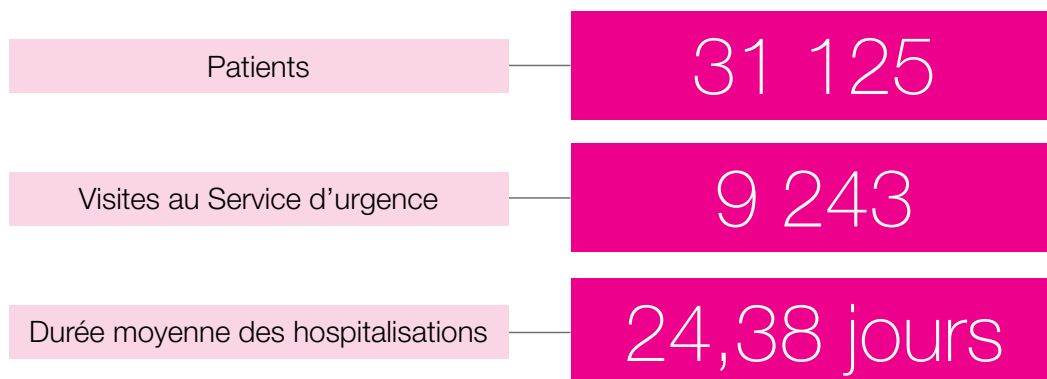 Patients
31 125
Visites au Service d’urgence
9 243
Durée moyenne des hospitalisations
24,38 jours